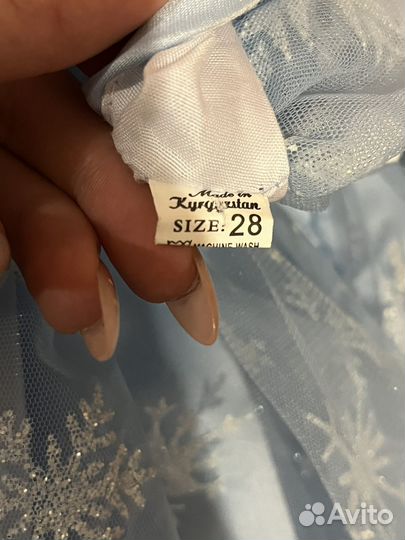 Made in
Kyrgyzstan
SIZE: 28
MACHINE WASH
Avito